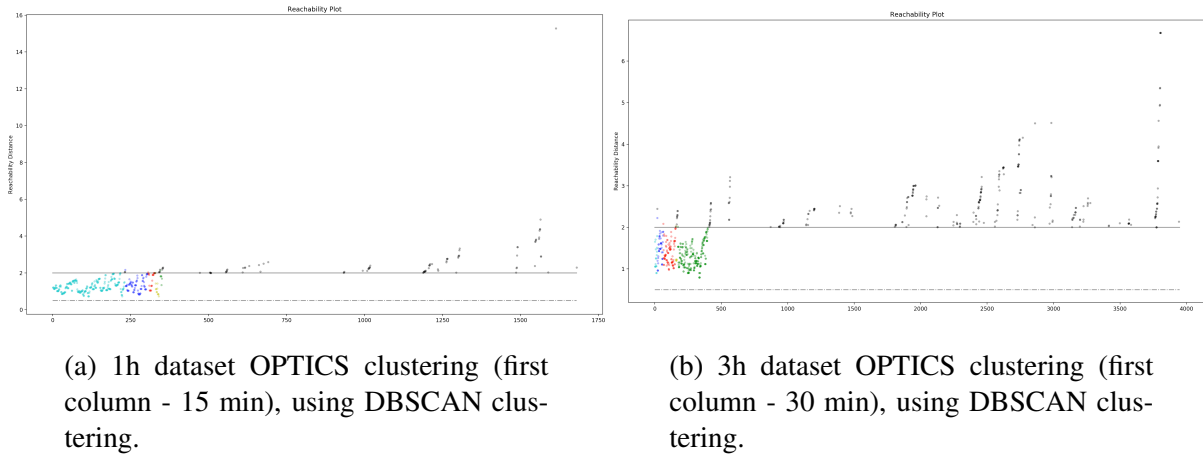 Reachability Plot
16
14
12
10
8
6
4
2
0
Reachability Distance
0 250 500 750 1000 1250 1500 1750
Reachability Plot
6
5
4
3
2
1
Reachability Distance
0 500 1000 1500 2000 2500 3000 3500 4000
(a) 1h dataset OPTICS clustering (first
column - 15 min), using DBSCAN clus-
tering.
(b) 3h dataset OPTICS clustering (first
column - 30 min), using DBSCAN clus-
tering.